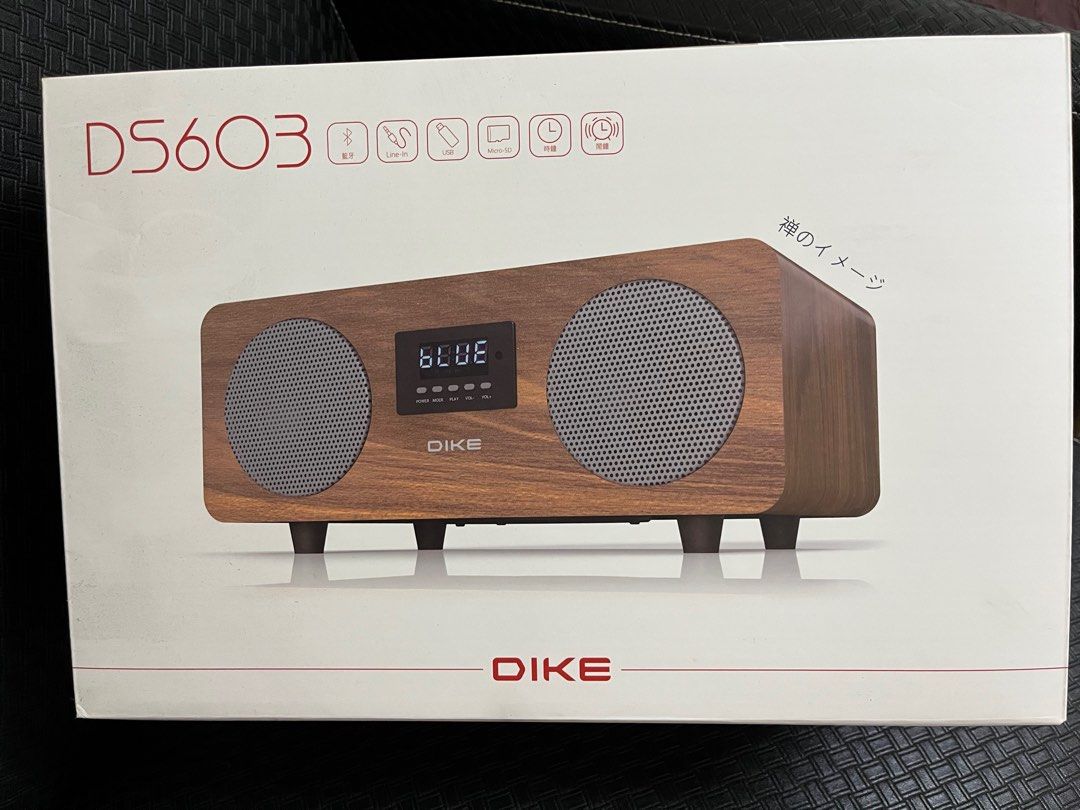 DS603
藍牙
Line-In
USB
Micro-SD
時鐘
鬧鐘
禅のイメージ
bLUE
POWER MODE PLAY VOL- VOL+
DIKE
DIKE